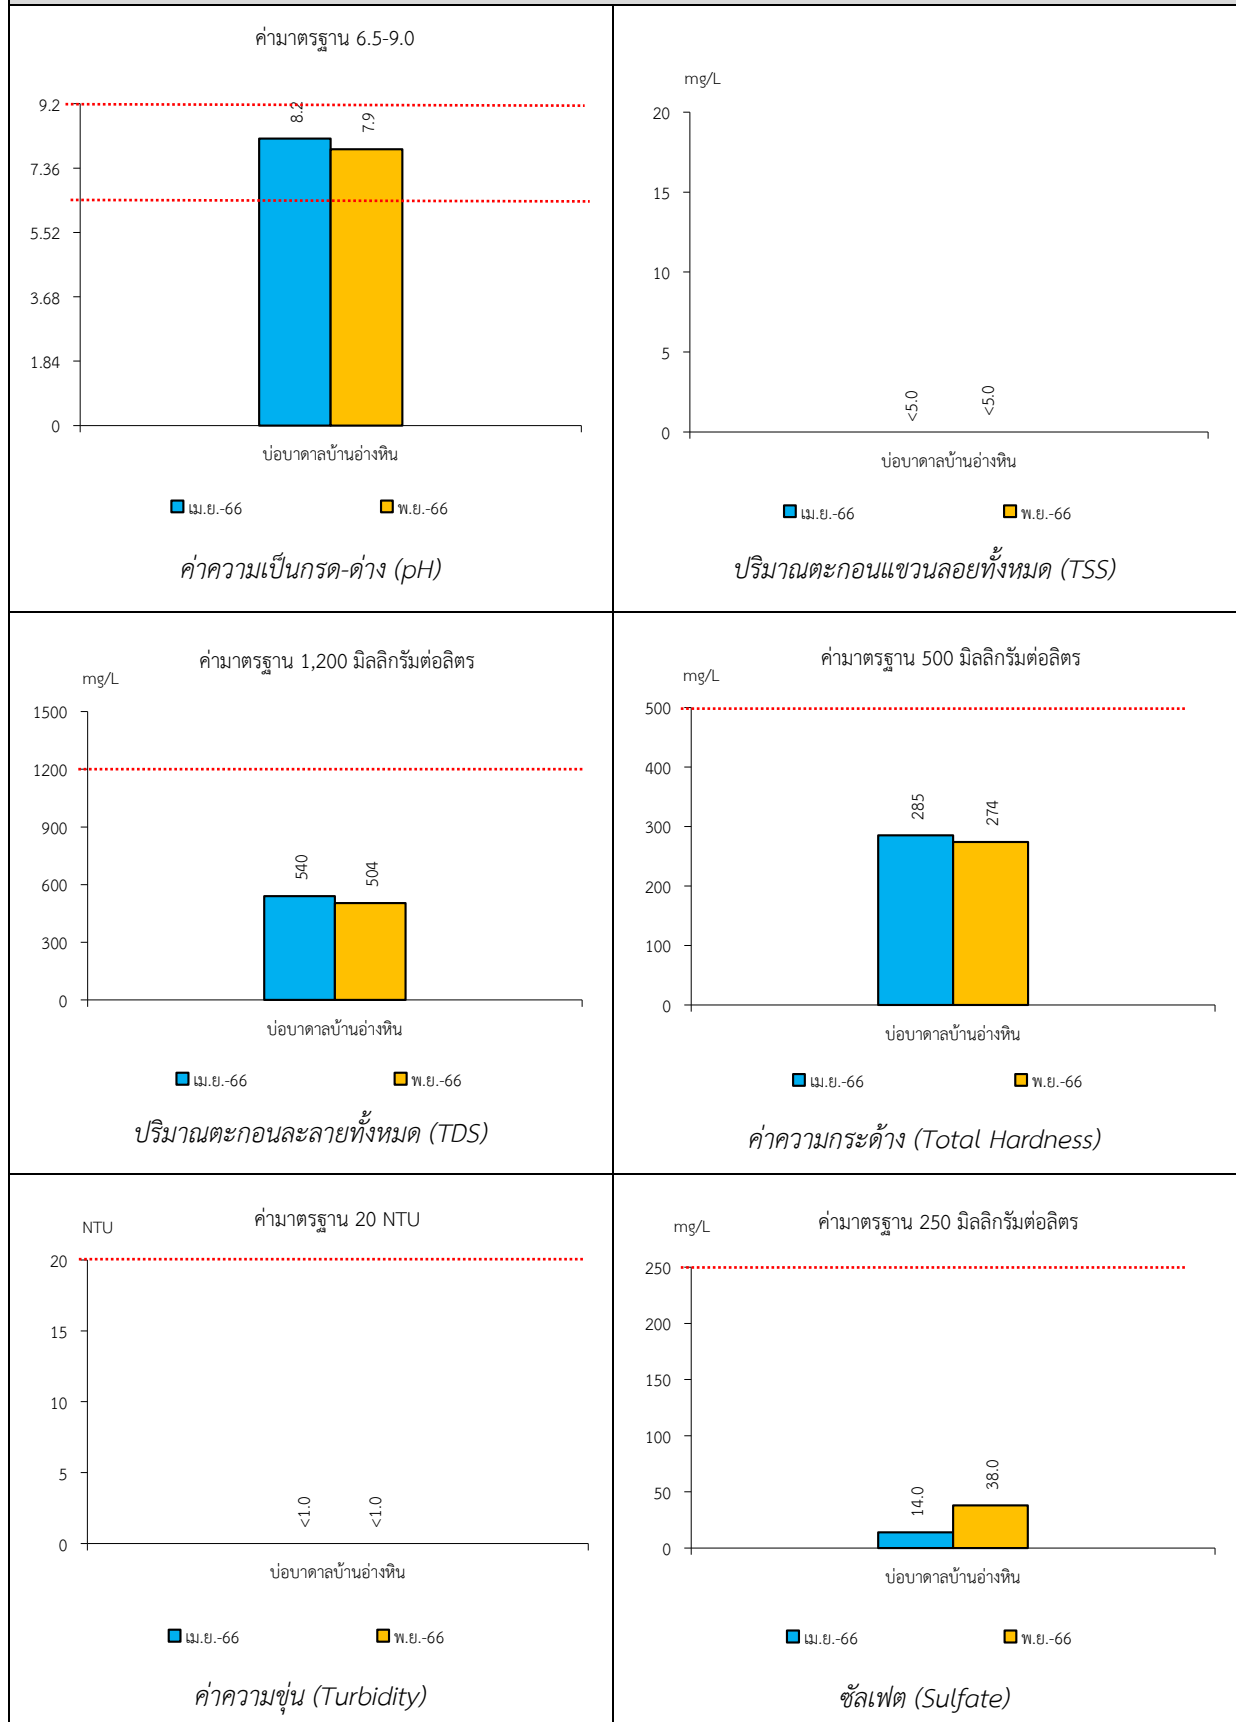 ค่ามาตรฐาน 6.5-9.0
9.2
7.36
5.52
3.68
1.84
0
8.2
7.9
บ่อบาดาลบ้านอ่างหิน
เม.ย.-66 พ.ย.-66
ค่าความเป็นกรด-ด่าง (pH)
mg/L
20
15
10
5
0
<5.0
<5.0
บ่อบาดาลบ้านอ่างหิน
เม.ย.-66 พ.ย.-66
ปริมาณตะกอนแขวนลอยทั้งหมด (TSS)
ค่ามาตรฐาน 1,200 มิลลิกรัมต่อลิตร
mg/L
1500
1200
900
600
300
0
540
504
บ่อบาดาลบ้านอ่างหิน
เม.ย.-66 พ.ย.-66
ปริมาณตะกอนละลายทั้งหมด (TDS)
ค่ามาตรฐาน 500 มิลลิกรัมต่อลิตร
mg/L
500
400
300
200
100
0
285
274
บ่อบาดาลบ้านอ่างหิน
เม.ย.-66 พ.ย.-66
ค่าความกระด้าง (Total Hardness)
ค่ามาตรฐาน 20 NTU
NTU
20
15
10
5
0
<1.0
<1.0
บ่อบาดาลบ้านอ่างหิน
เม.ย.-66 พ.ย.-66
ค่าความขุ่น (Turbidity)
ค่ามาตรฐาน 250 มิลลิกรัมต่อลิตร
mg/L
250
200
150
100
50
0
14.0
38.0
บ่อบาดาลบ้านอ่างหิน
เม.ย.-66 พ.ย.-66
ซัลเฟต (Sulfate)